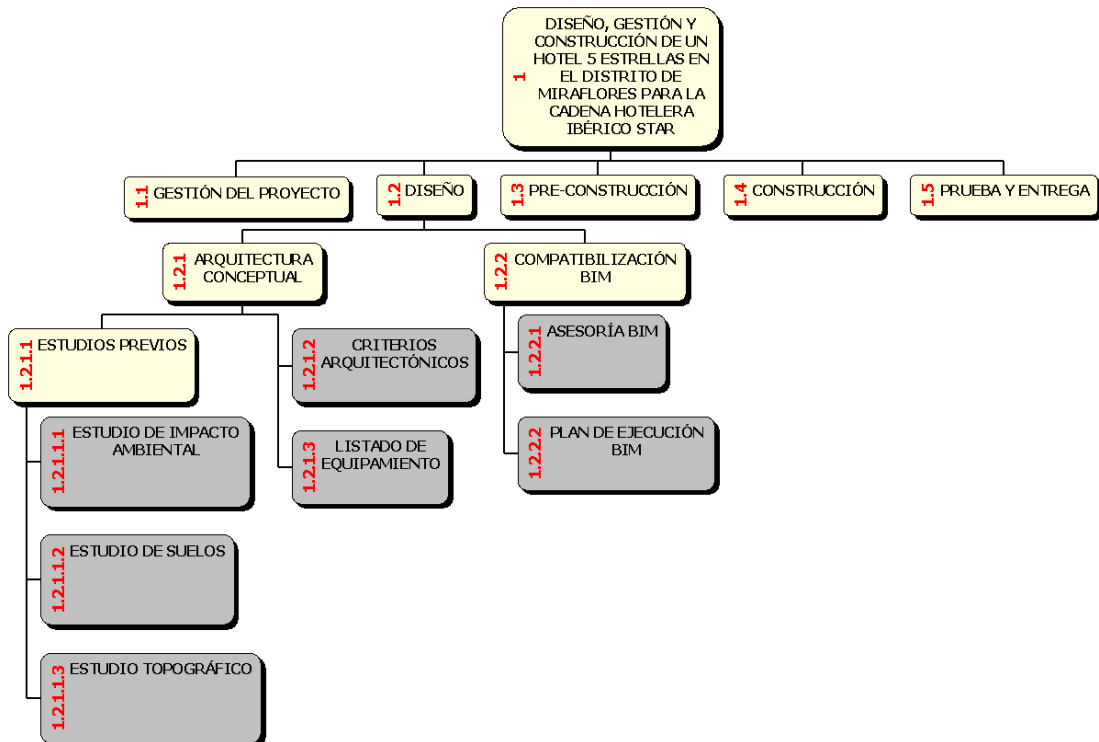 1
DISEÑO, GESTIÓN Y
CONSTRUCCIÓN DE UN
HOTEL 5 ESTRELLAS EN
EL DISTRITO DE
MIRAFLORES PARA LA
CADENA HOTELERA
IBÉRICO STAR
1.1 GESTIÓN DEL PROYECTO
1.2 DISEÑO
1.3 PRE-CONSTRUCCIÓN
1.4 CONSTRUCCIÓN
1.5 PRUEBA Y ENTREGA
1.2.1
ARQUITECTURA
CONCEPTUAL
1.2.2
COMPATIBILIZACIÓN
BIM
1.2.1.1
ESTUDIOS PREVIOS
1.2.1.2
CRITERIOS
ARQUITECTÓNICOS
1.2.2.1
ASESORÍA BIM
1.2.1.1.1
ESTUDIO DE IMPACTO
AMBIENTAL
1.2.1.3
LISTADO DE
EQUIPAMIENTO
1.2.2.2
PLAN DE EJECUCIÓN
BIM
1.2.1.1.2
ESTUDIO DE SUELOS
1.2.1.1.3
ESTUDIO TOPOGRÁFICO